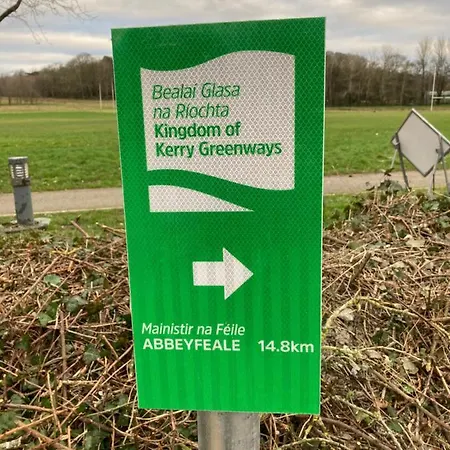 Bealaí Glasa
na Ríochta
Kingdom of
Kerry Greenways
Mainistir na Féile
ABBEYFEALE 14.8km